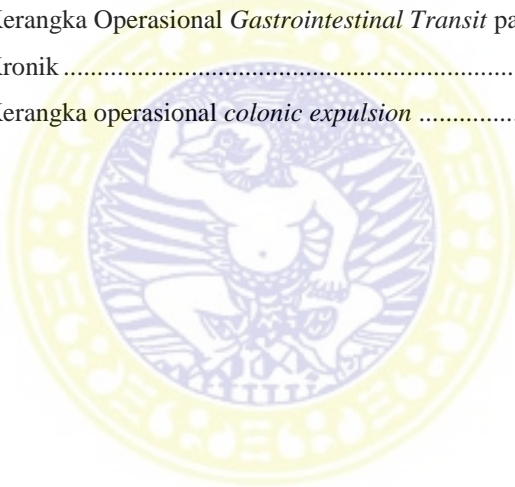 Kerangka Operasional Gastrointestinal Transit pa
Kronik ..........................................................................
Kerangka operasional colonic expulsion .................